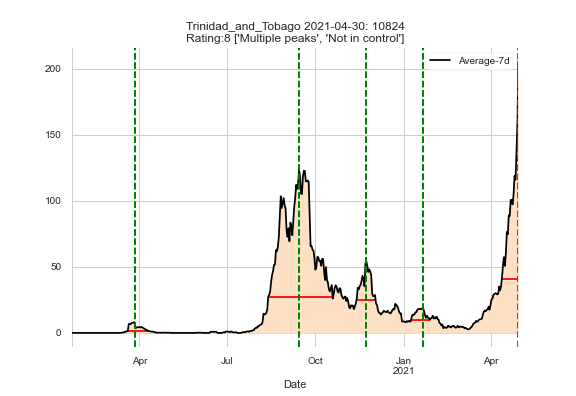 Trinidad_and_Tobago 2021-04-30: 10824
Rating:8 ['Multiple peaks', 'Not in control']
Average-7d
200
150
100
50
0
Apr
Jul
Oct
Jan
2021
Apr
Date